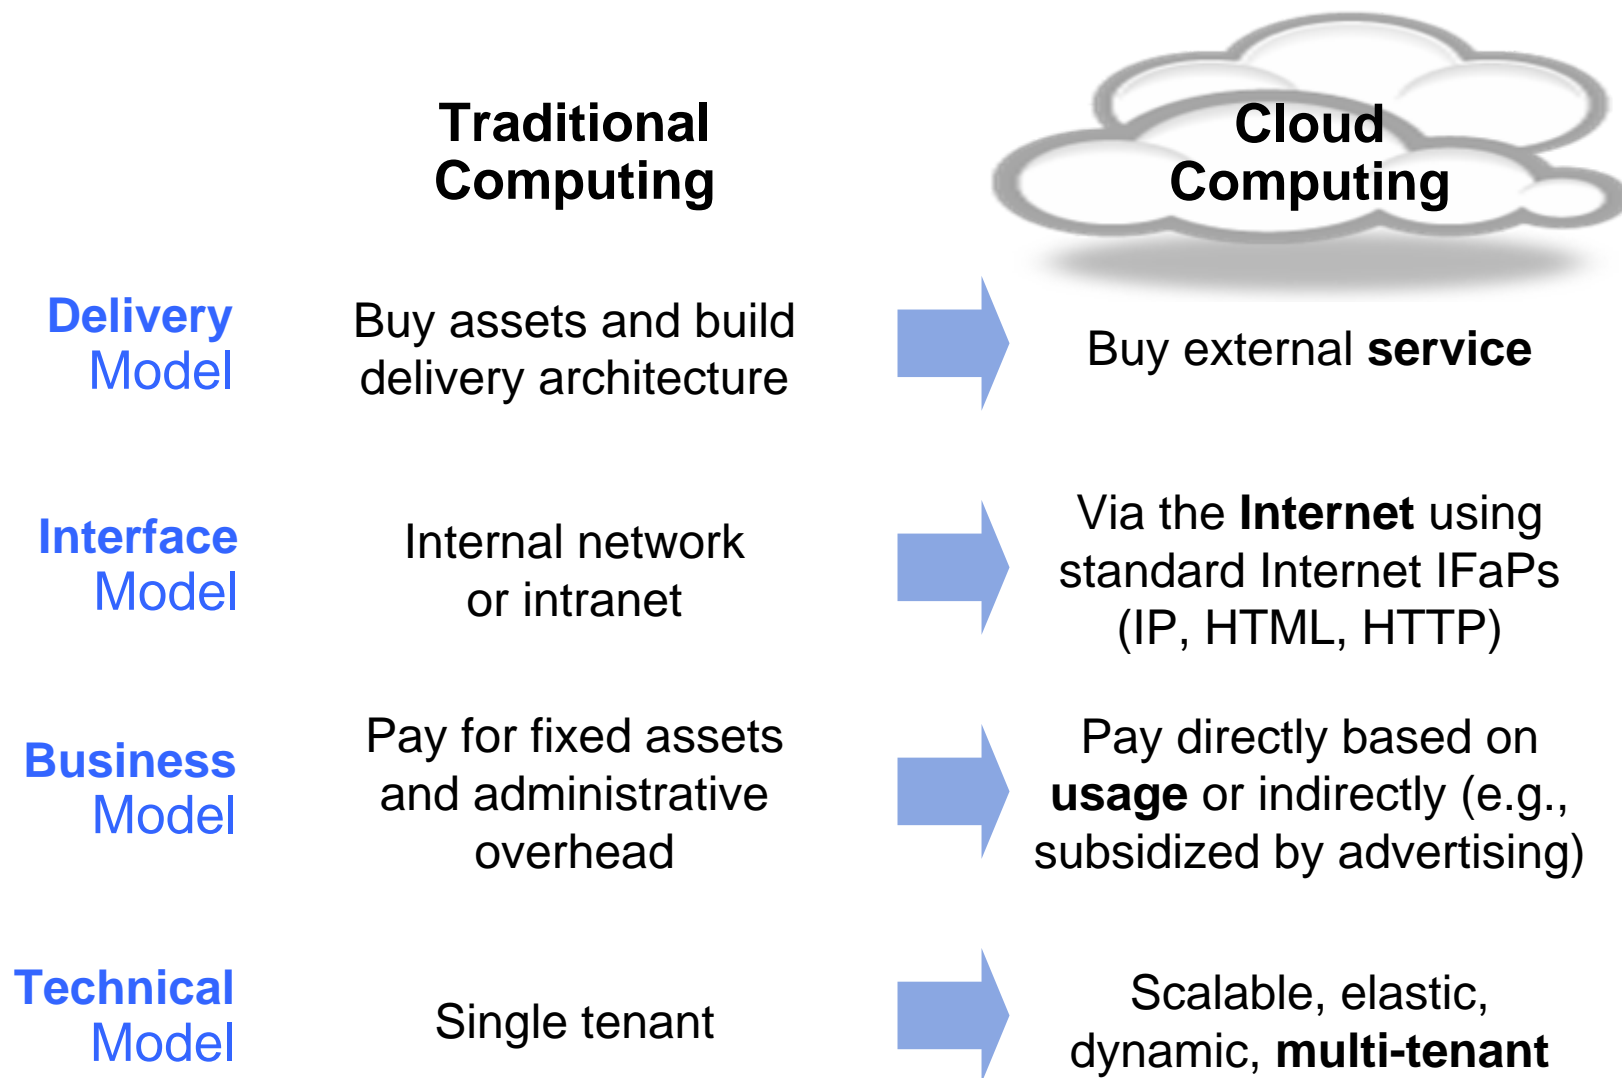 Traditional
Computing
Cloud
Computing
Delivery
Model
Buy assets and build
delivery architecture
Buy external service
Interface
Model
Internal network
or intranet
Via the Internet using
standard Internet IFaPs
(IP, HTML, HTTP)
Business
Model
Pay for fixed assets
and administrative
overhead
Pay directly based on
usage or indirectly (e.g.,
subsidized by advertising)
Technical
Model
Single tenant
Scalable, elastic,
dynamic, multi-tenant